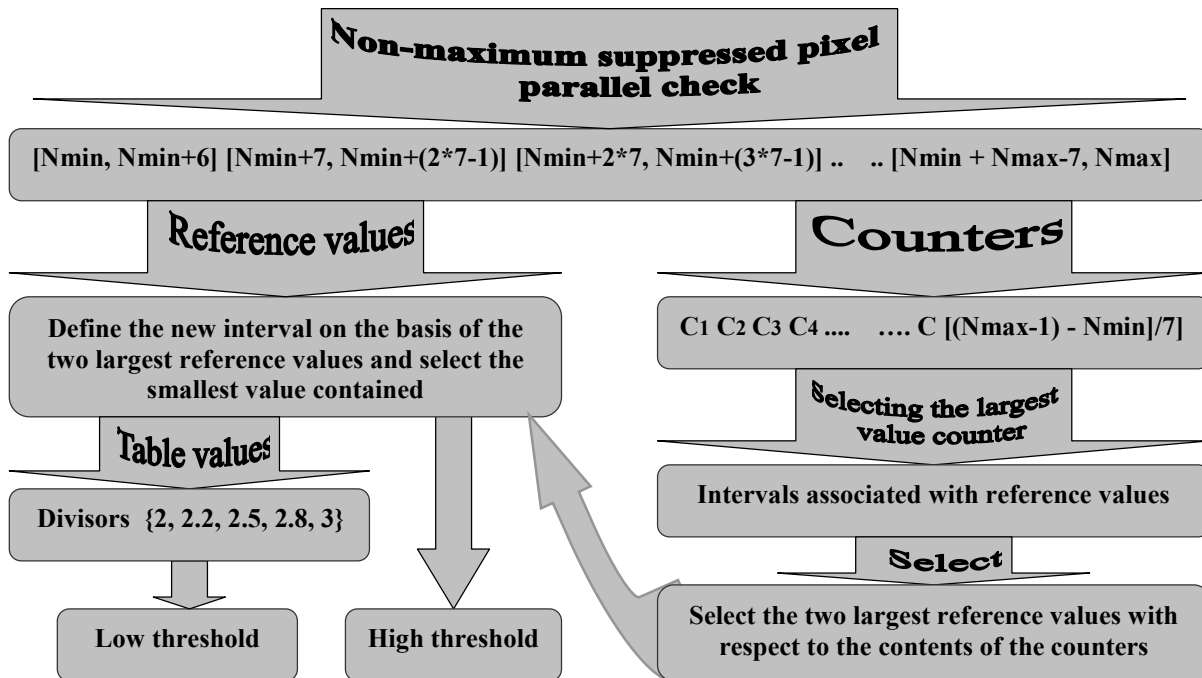 Non-maximum suppressed pixel
parallel check
[Nmin, Nmin+6] [Nmin+7, Nmin+(2*7-1)] [Nmin+2*7, Nmin+(3*7-1)] .. .. [Nmin + Nmax-7, Nmax]
Reference values
Counters
Define the new interval on the basis of the
two largest reference values and select the
smallest value contained
C1 C2 C3 C4 .... .... C [(Nmax-1) - Nmin]/7]
Selecting the largest
value counter
Table values
Intervals associated with reference values
Divisors {2, 2.2, 2.5, 2.8, 3}
Select
Select the two largest reference values with
respect to the contents of the counters
Low threshold
High threshold